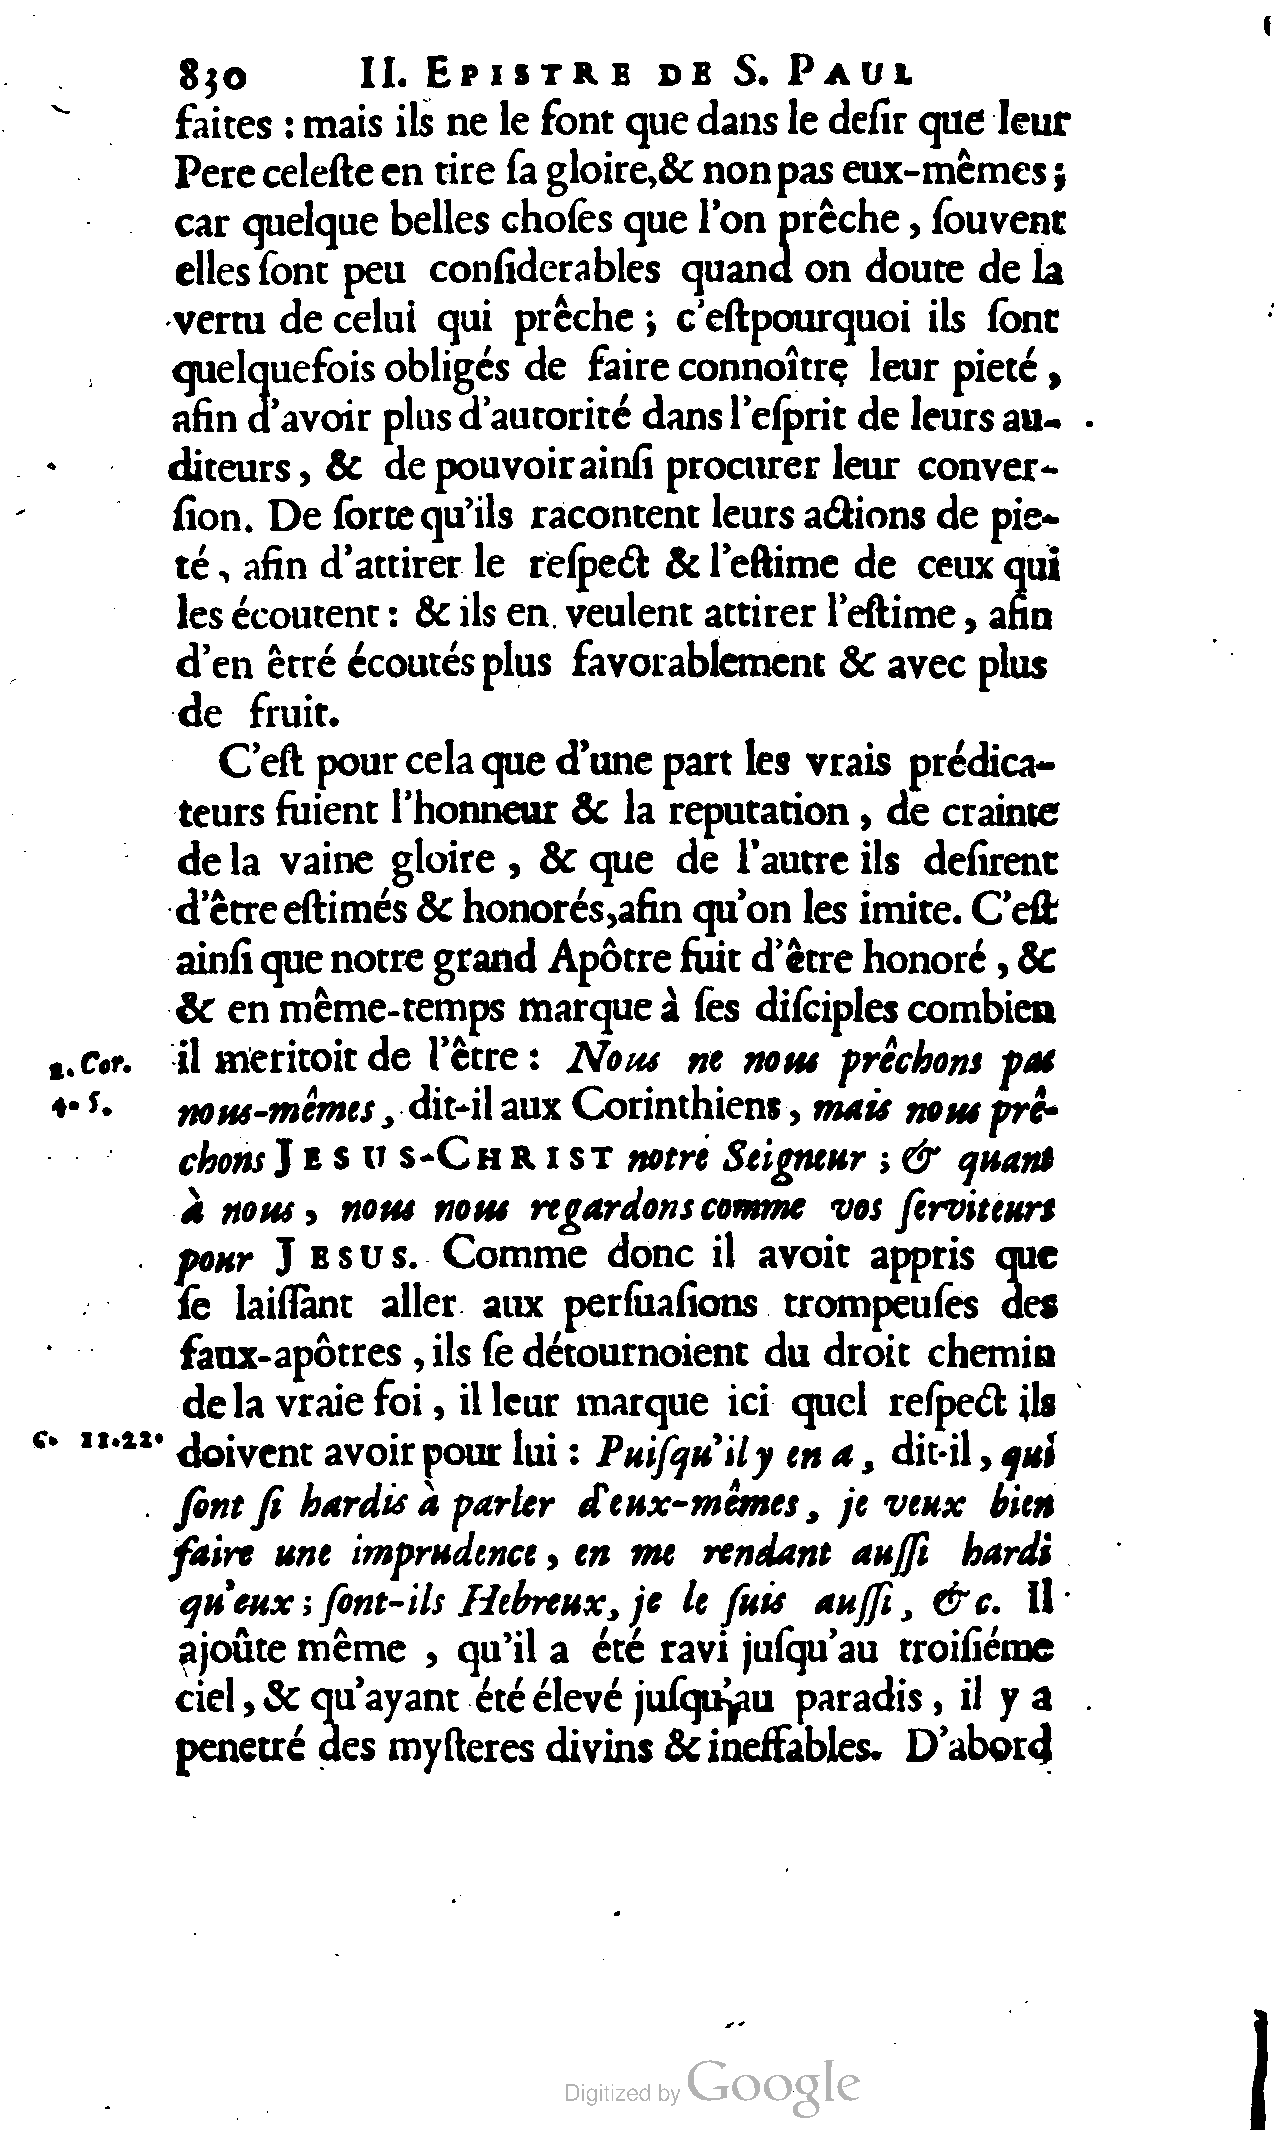 830 II. EPISTRE DE S. PAUL
faites : mais ils ne le font que dans le deſir que leur
Pere celeſte en tire ſa gloire,& non pas eux-mêmes ;
car quelque belles choſes que l'on prêche , ſouvent
elles ſont peu conſiderables quand on doute de la
vertu de celui qui prêche ; c'eſtpourquoi ils ſont
quelquefois obligés de faire connoître leur pieté ,
afin d'avoir plus d'autorité dans l'eſprit de leurs au-
diteurs , & de pouvoir ainſi procurer leur conver-
ſion. De ſorte qu'ils racontent leurs actions de pie-
té , afin d'attirer le reſpect & l'eſtime de ceux qui
les écoutent : & ils en veulent attirer l'eſtime , afin
d'en êtré écoutés plus favorablement & avec plus
de fruit.
C'eſt pour cela que d'une part les vrais prédica-
teurs fuient l'honneur & la reputation , de crainte
de la vaine gloire , & que de l'autre ils deſirent
d'être eſtimés & honorés,afin qu'on les imite. C'eſt
ainſi que notre grand Apôtre fuit d'être honoré , &
& en même-temps marque à ſes diſciples combien
2. Cor. il meritoit de l'être : Nous ne nous prêchons pas
4. 5. nous-mêmes, dit-il aux Corinthiens , mais nous prê-
chons JESUS-CHRIST notre Seigneur ; & quant
à nous , nous nous regardons comme vos ſerviteurs
pour JESUS. Comme donc il avoit appris que
ſe laiſſant aller aux perſuaſions trompeuſes des
faux-apôtres , ils ſe détournoient du droit chemin
de la vraie foi , il leur marque ici quel reſpect ils
c. 11.22. doivent avoir pour lui : Puiſqu'il y en a , dit-il , qui
ſont ſi hardis à parler d'eux-mêmes , je veux bien
faire une imprudence , en me rendant auſſi hardi
qu'eux ; ſont-ils Hebreux, je le ſuis auſſi , &c. Il
ajoûte même , qu'il a été ravi juſqu'au troiſiéme
ciel , & qu'ayant été élevé juſqu'au paradis , il y a
penetré des myſteres divins & ineffables. D'abord
Digitized by Google